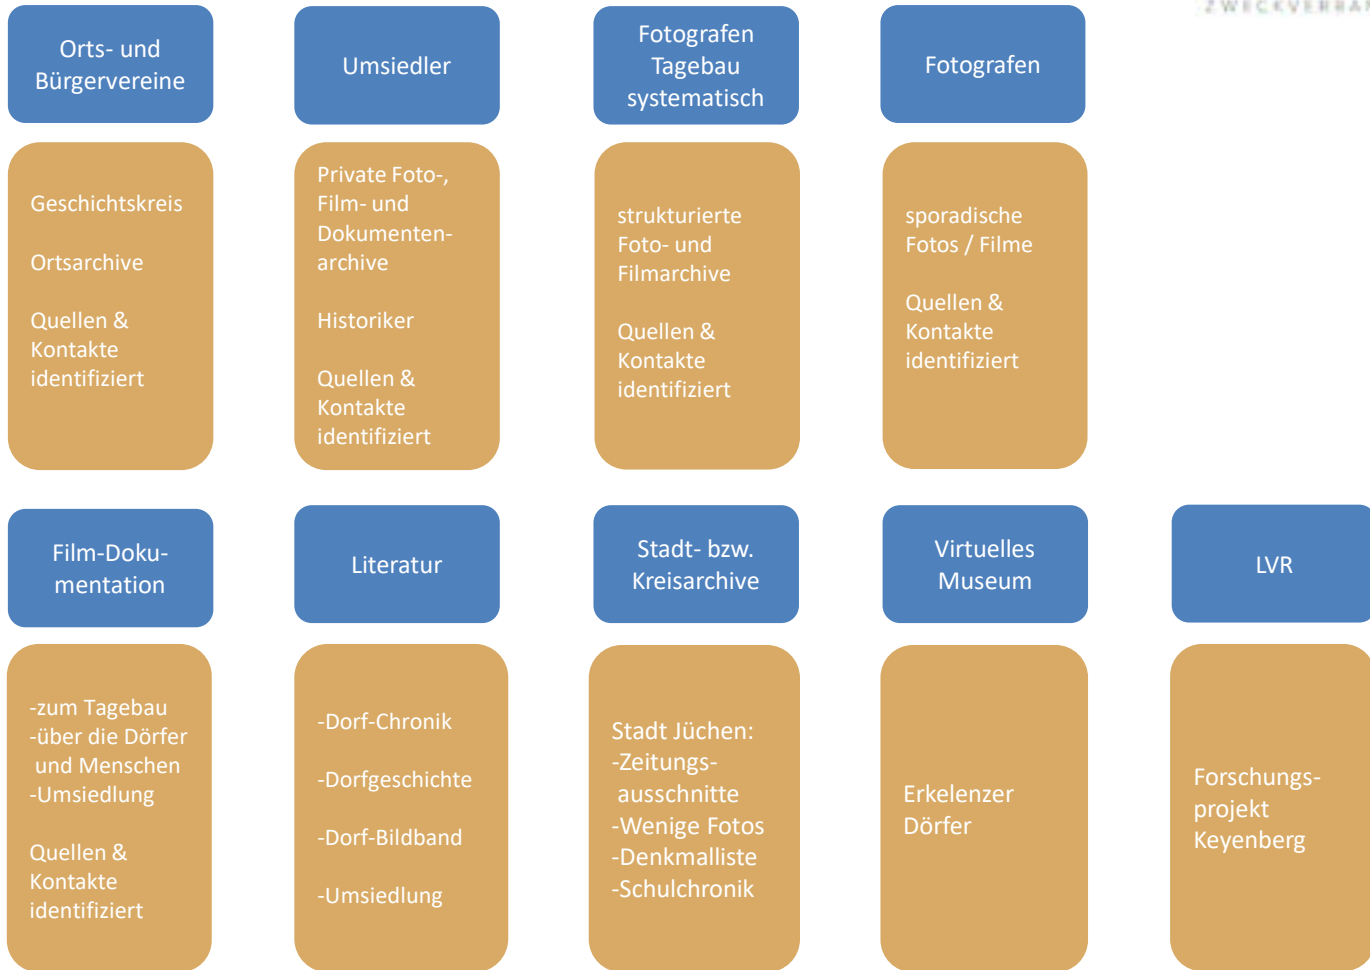 ZWECKVERBAN
Orts- und
Bürgervereine
Umsiedler
Fotografen
Tagebau
systematisch
Fotografen
Geschichtskreis
Ortsarchive
Quellen &
Kontakte
identifiziert
Private Foto-,
Film- und
Dokumenten-
archive
Historiker
Quellen &
Kontakte
identifiziert
strukturierte
Foto- und
Filmarchive
Quellen &
Kontakte
identifiziert
sporadische
Fotos / Filme
Quellen &
Kontakte
identifiziert
Film-Doku-
mentation
Literatur
Stadt- bzw.
Kreisarchive
Virtuelles
Museum
LVR
-zum Tagebau
-über die Dörfer
und Menschen
-Umsiedlung
Quellen &
Kontakte
identifiziert
-Dorf-Chronik
-Dorfgeschichte
-Dorf-Bildband
-Umsiedlung
Stadt Jüchen:
-Zeitungs-
ausschnitte
-Wenige Fotos
-Denkmalliste
-Schulchronik
Erkelenzer
Dörfer
Forschungs-
projekt
Keyenberg